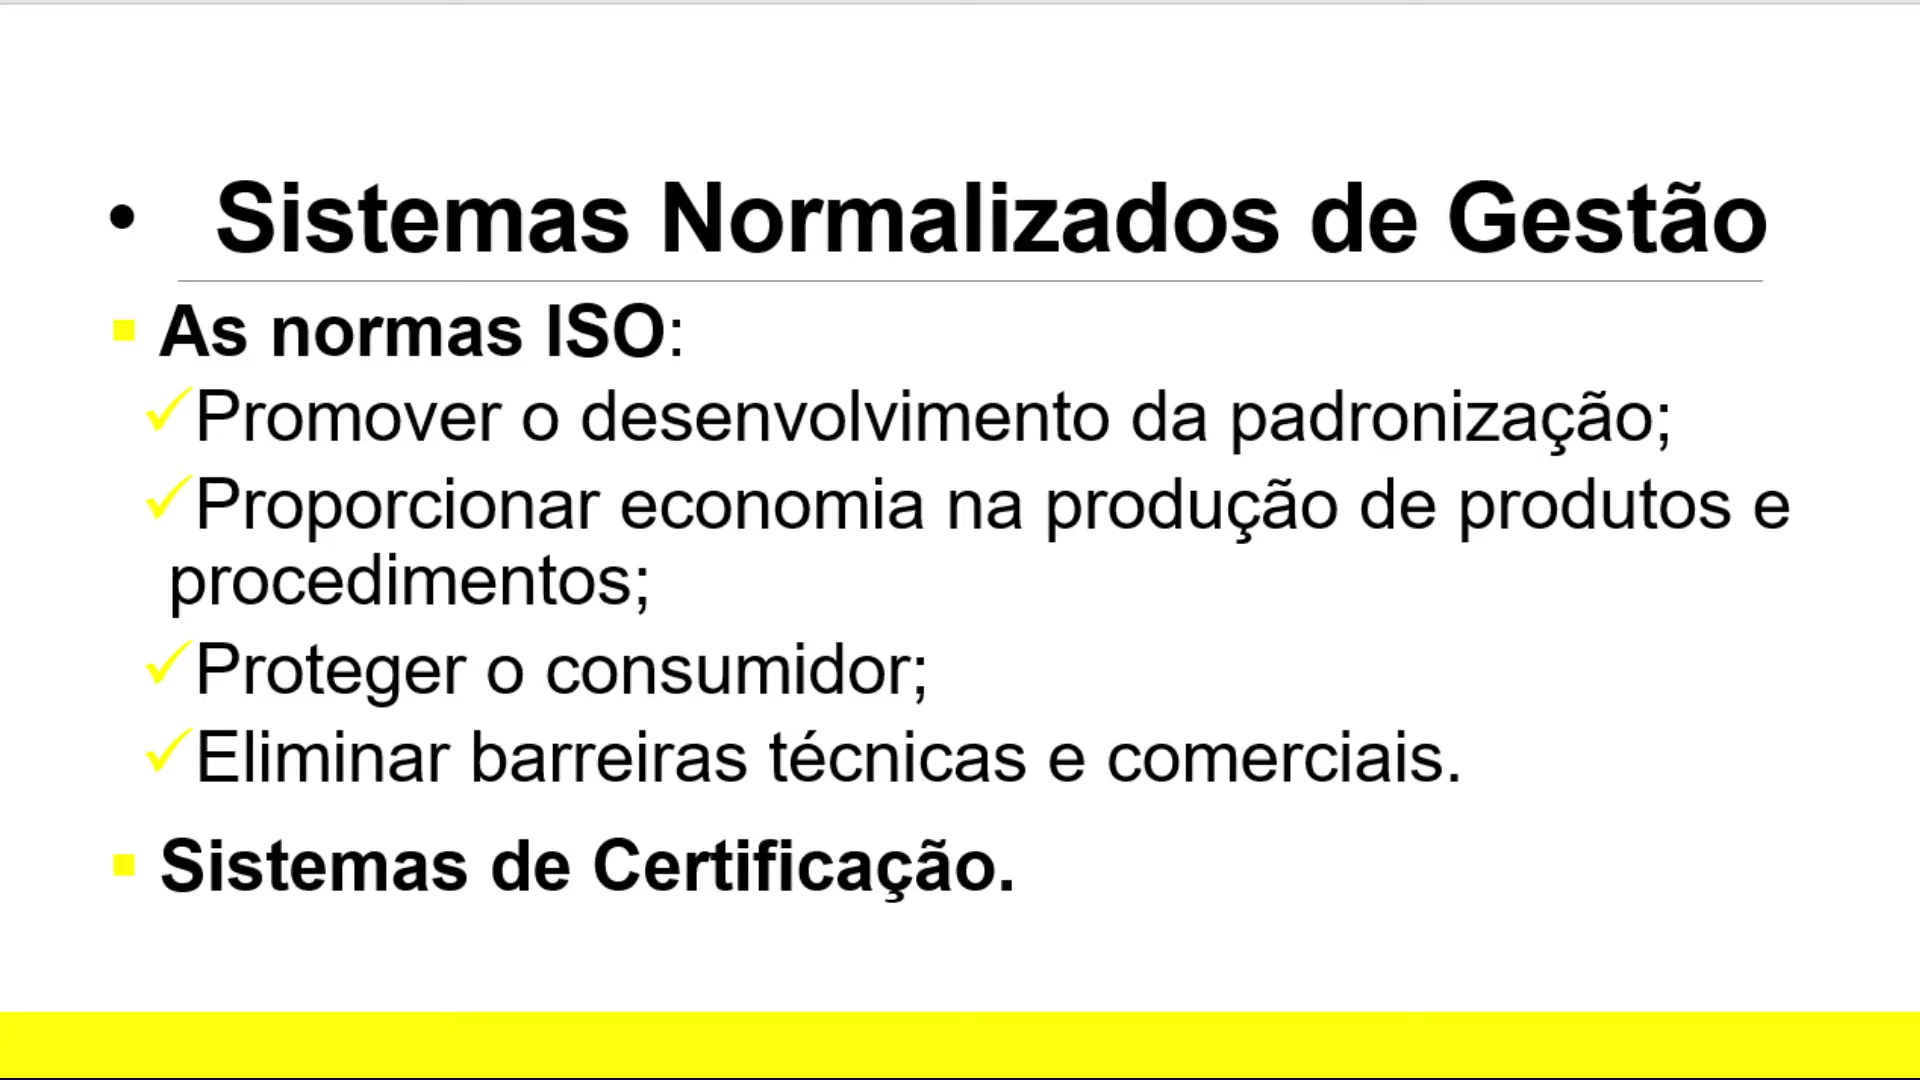 • Sistemas Normalizados de Gestão
▪ As normas ISO:
✓Promover o desenvolvimento da padronização;
✓Proporcionar economia na produção de produtos e
procedimentos;
✓Proteger o consumidor;
✓Eliminar barreiras técnicas e comerciais.
▪ Sistemas de Certificação.